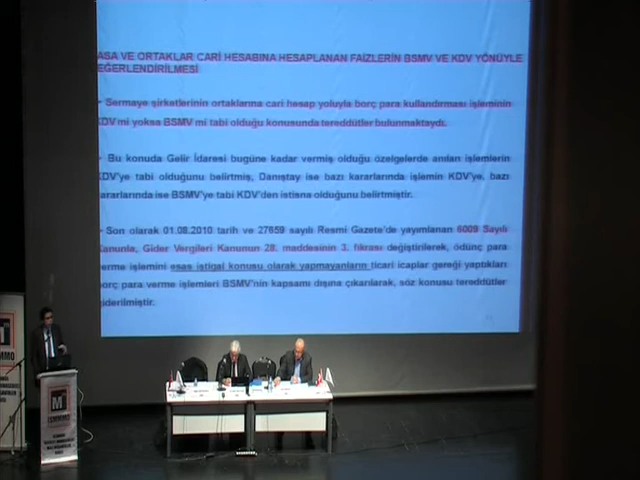 ASA VE ORTAKLAR CARİ HESABINA HESAPLANAN FAİZLERİN BSMV VE KDV YÖNÜYLE
EĞERLENDİRİLMESİ
Sermaye şirketlerinin ortaklarına cari hesap yoluyla borç para kullandırması işleminin
KDV'mi yoksa BSMV mi tabi olduğu konusunda tereddütler bulunmaktaydı.
Bu konuda Gelir İdaresi bugüne kadar vermiş olduğu özelgelerde anılan işlemlerin
KDV'ye tabi olduğunu belirtmiş, Danıştay ise bazı kararlarında işlemin KDV'ye, bazı
kararlarında ise BSMV'ye tabi KDV'den istisna olduğunu belirtmiştir.
Son olarak 01.08.2010 tarih ve 27659 sayılı Resmi Gazete'de yayımlanan 6009 Sayılı
Kanunla, Gider Vergileri Kanunun 28. maddesinin 3. fıkrası değiştirilerek, ödünç para
verme işlemini esas iştigal konusu olarak yapmayanların ticari icaplar gereği yaptıkları
borç para verme işlemleri BSMV'nin kapsamı dışına çıkarılarak, söz konusu tereddütler
giderilmiştir.